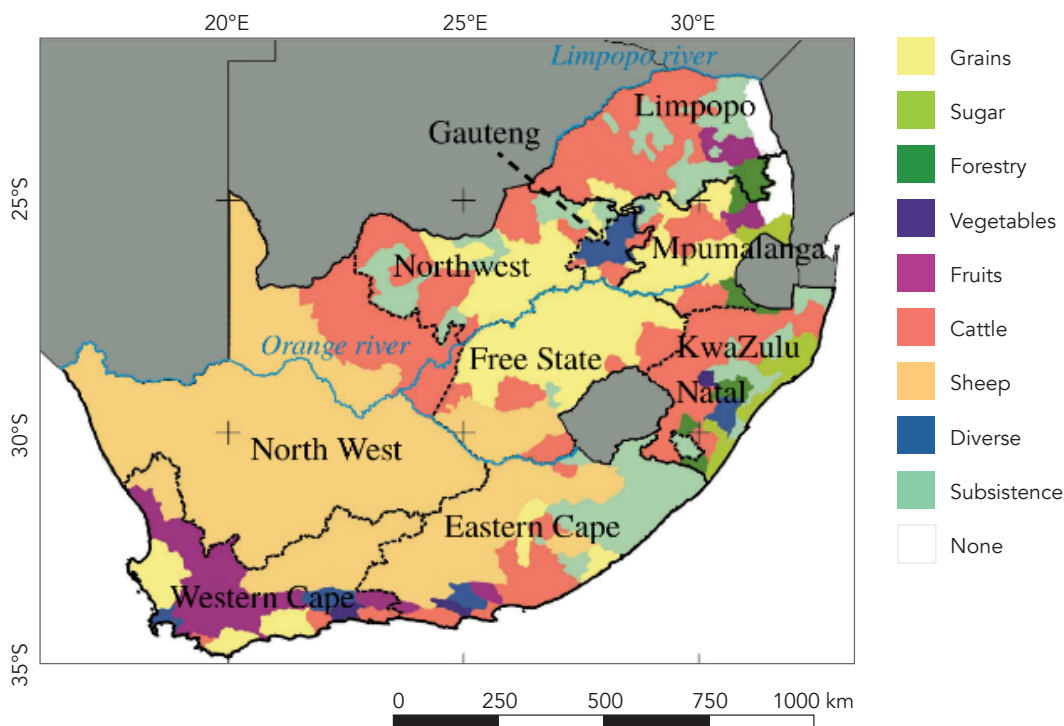 20°E 25°E 30°E
25°S
30°S
35°S
Limpopo river
Limpopo
Gauteng
Mpumalanga
Northwest
Orange river
Free State
KwaZulu
Natal
North West
Eastern Cape
Western Cape
0 250 500 750 1000 km
Grains
Sugar
Forestry
Vegetables
Fruits
Cattle
Sheep
Diverse
Subsistence
None